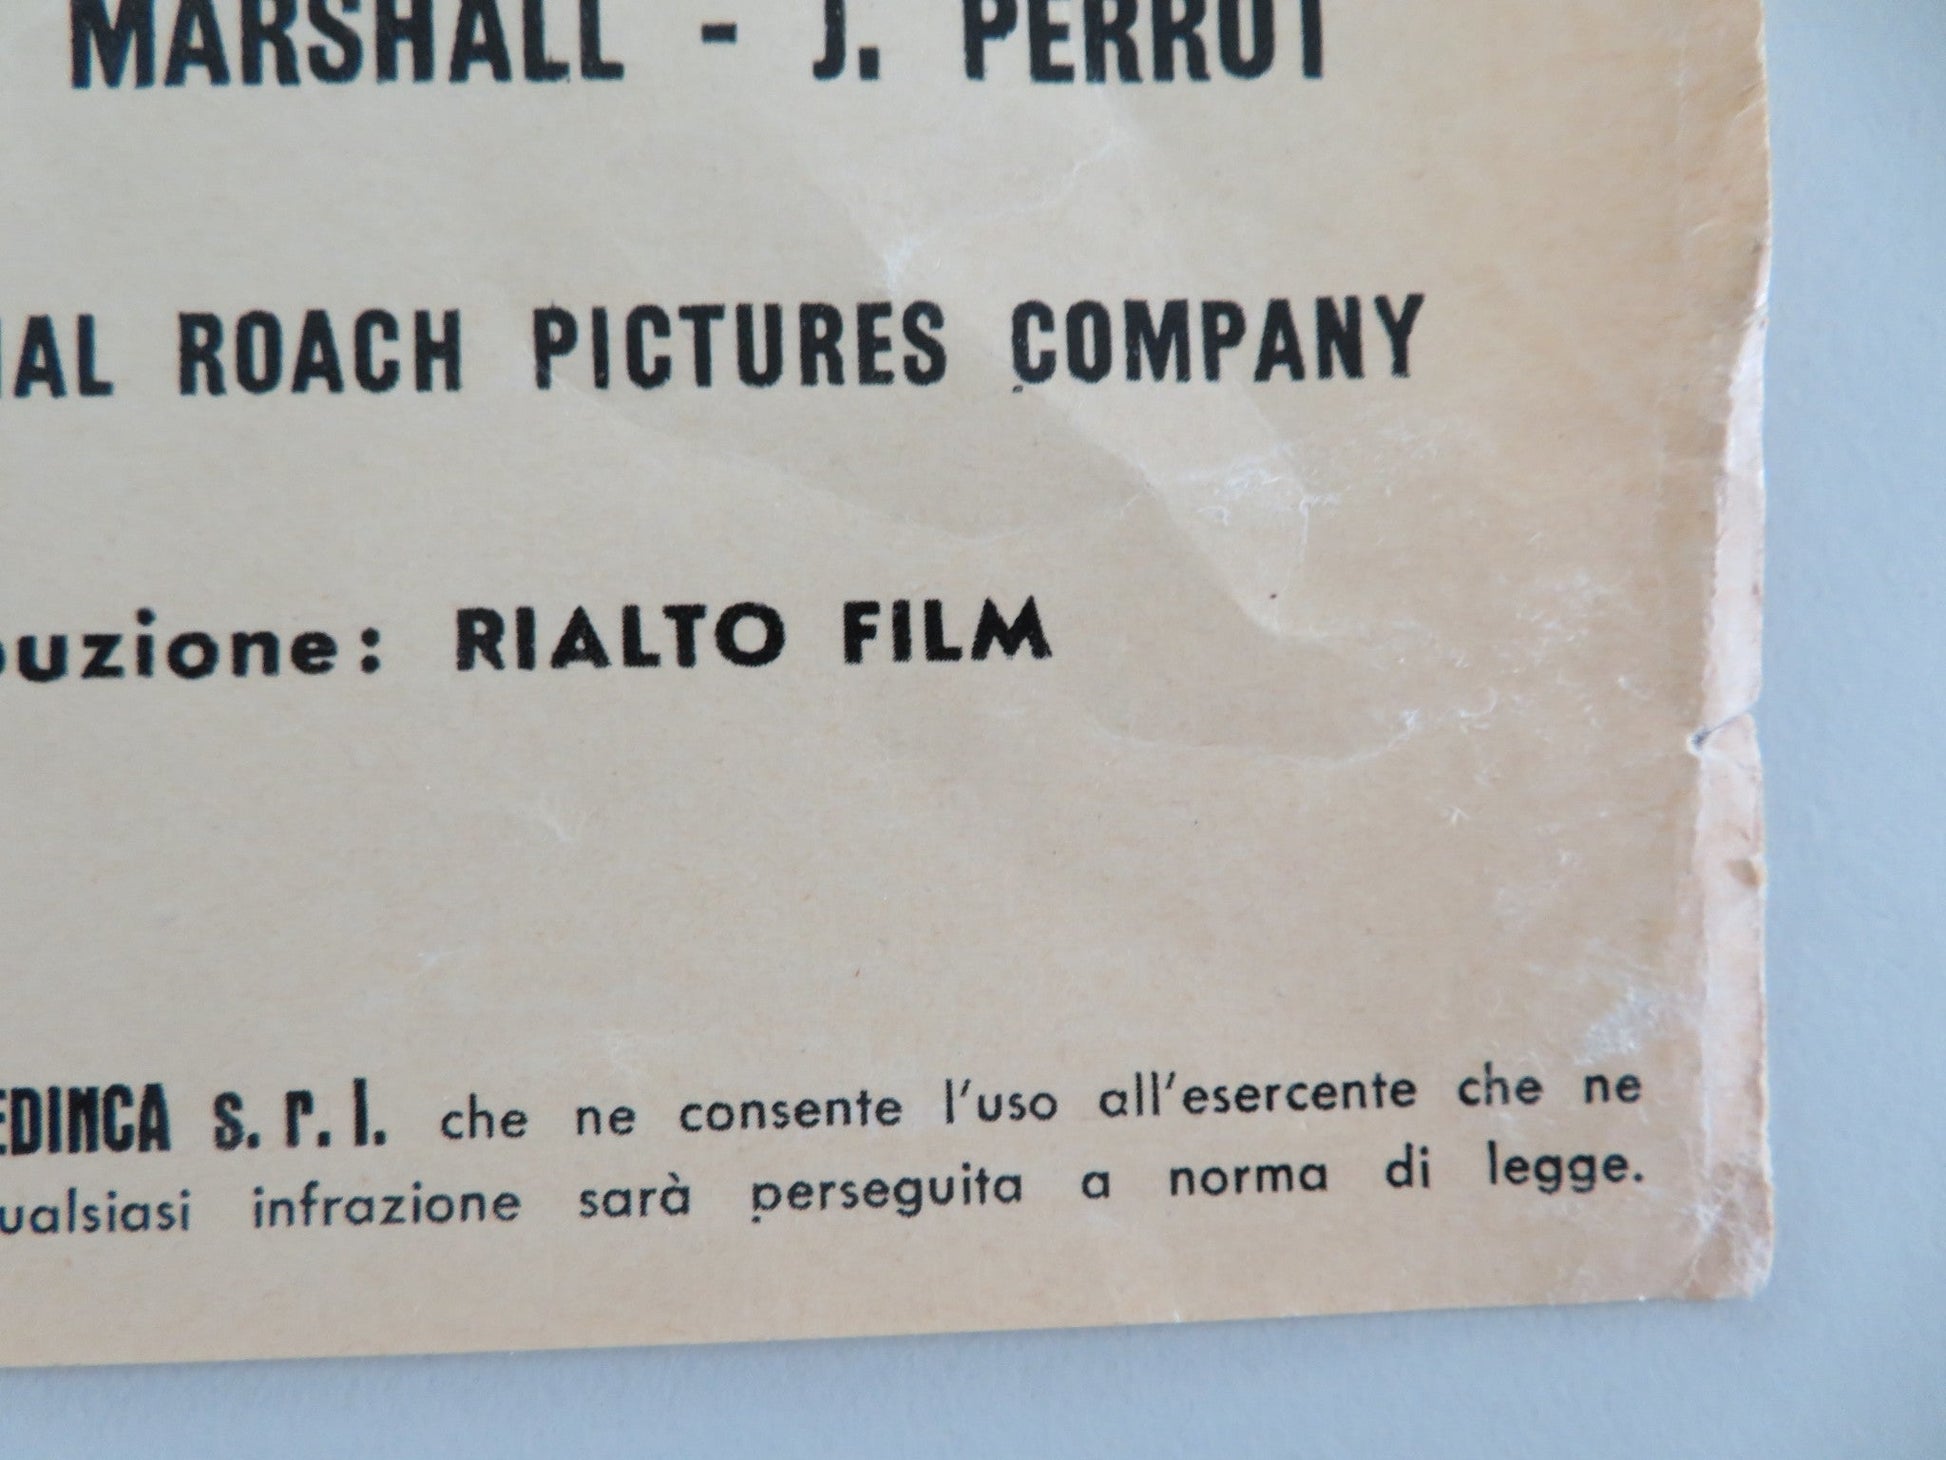 MARSHALL - J. PERROT
HAL ROACH PICTURES COMPANY
buzione: RIALTO FILM
EDINCA s.r.l. che ne consente l'uso all'esercente che ne
ualsiasi infrazione sarà perseguita a norma di legge.